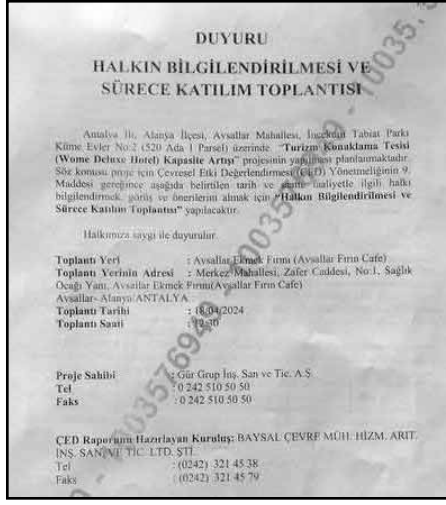 DUYURU
HALKIN BİLGİLENDİRİLMESİ VE
SÜRECE KATILIM TOPLANTISI
Antalya İli, Alanya İlçesi, Avsallar Mahallesi, İncekum Tabiat Parkı
Küme Evler No:2 (520 Ada 1 Parsel) üzerinde "Turizm Konaklama Tesisi
(Wome Deluxe Hotel) Kapasite Artışı" projesinin yapılması planlanmaktadır.
Söz konusu proje için Çevresel Etki Değerlendirmesi (ÇED) Yönetmeliğinin 9.
Maddesi gereğince aşağıda belirtilen tarih ve saatte faaliyetle ilgili halkı
bilgilendirmek, görüş ve önerilerini almak için "Halkın Bilgilendirilmesi ve
Sürece Katılım Toplantısı" yapılacaktır.
Halkımıza saygı ile duyurulur.
Toplantı Yeri : Avsallar Ekmek Fırını (Avsallar Fırın Cafe)
Toplantı Yerinin Adresi : Merkez Mahallesi, Zafer Caddesi, No:1, Sağlık
Ocağı Yanı, Avsallar Ekmek Fırını(Avsallar Fırın Cafe)
Avsallar- Alanya/ANTALYA
Toplantı Tarihi : 18/04/2024
Toplantı Saati : 12:30
Proje Sahibi : Gür Grup İnş. San ve Tic. A.Ş.
Tel : 0 242 510 50 50
Faks : 0 242 510 50 50
ÇED Raporunu Hazırlayan Kuruluş: BAYSAL ÇEVRE MÜH. HİZM. ARIT.
İNŞ. SAN. VE TİC. LTD. ŞTİ.
Tel : (0242) 321 45 38
Faks : (0242) 321 45 79